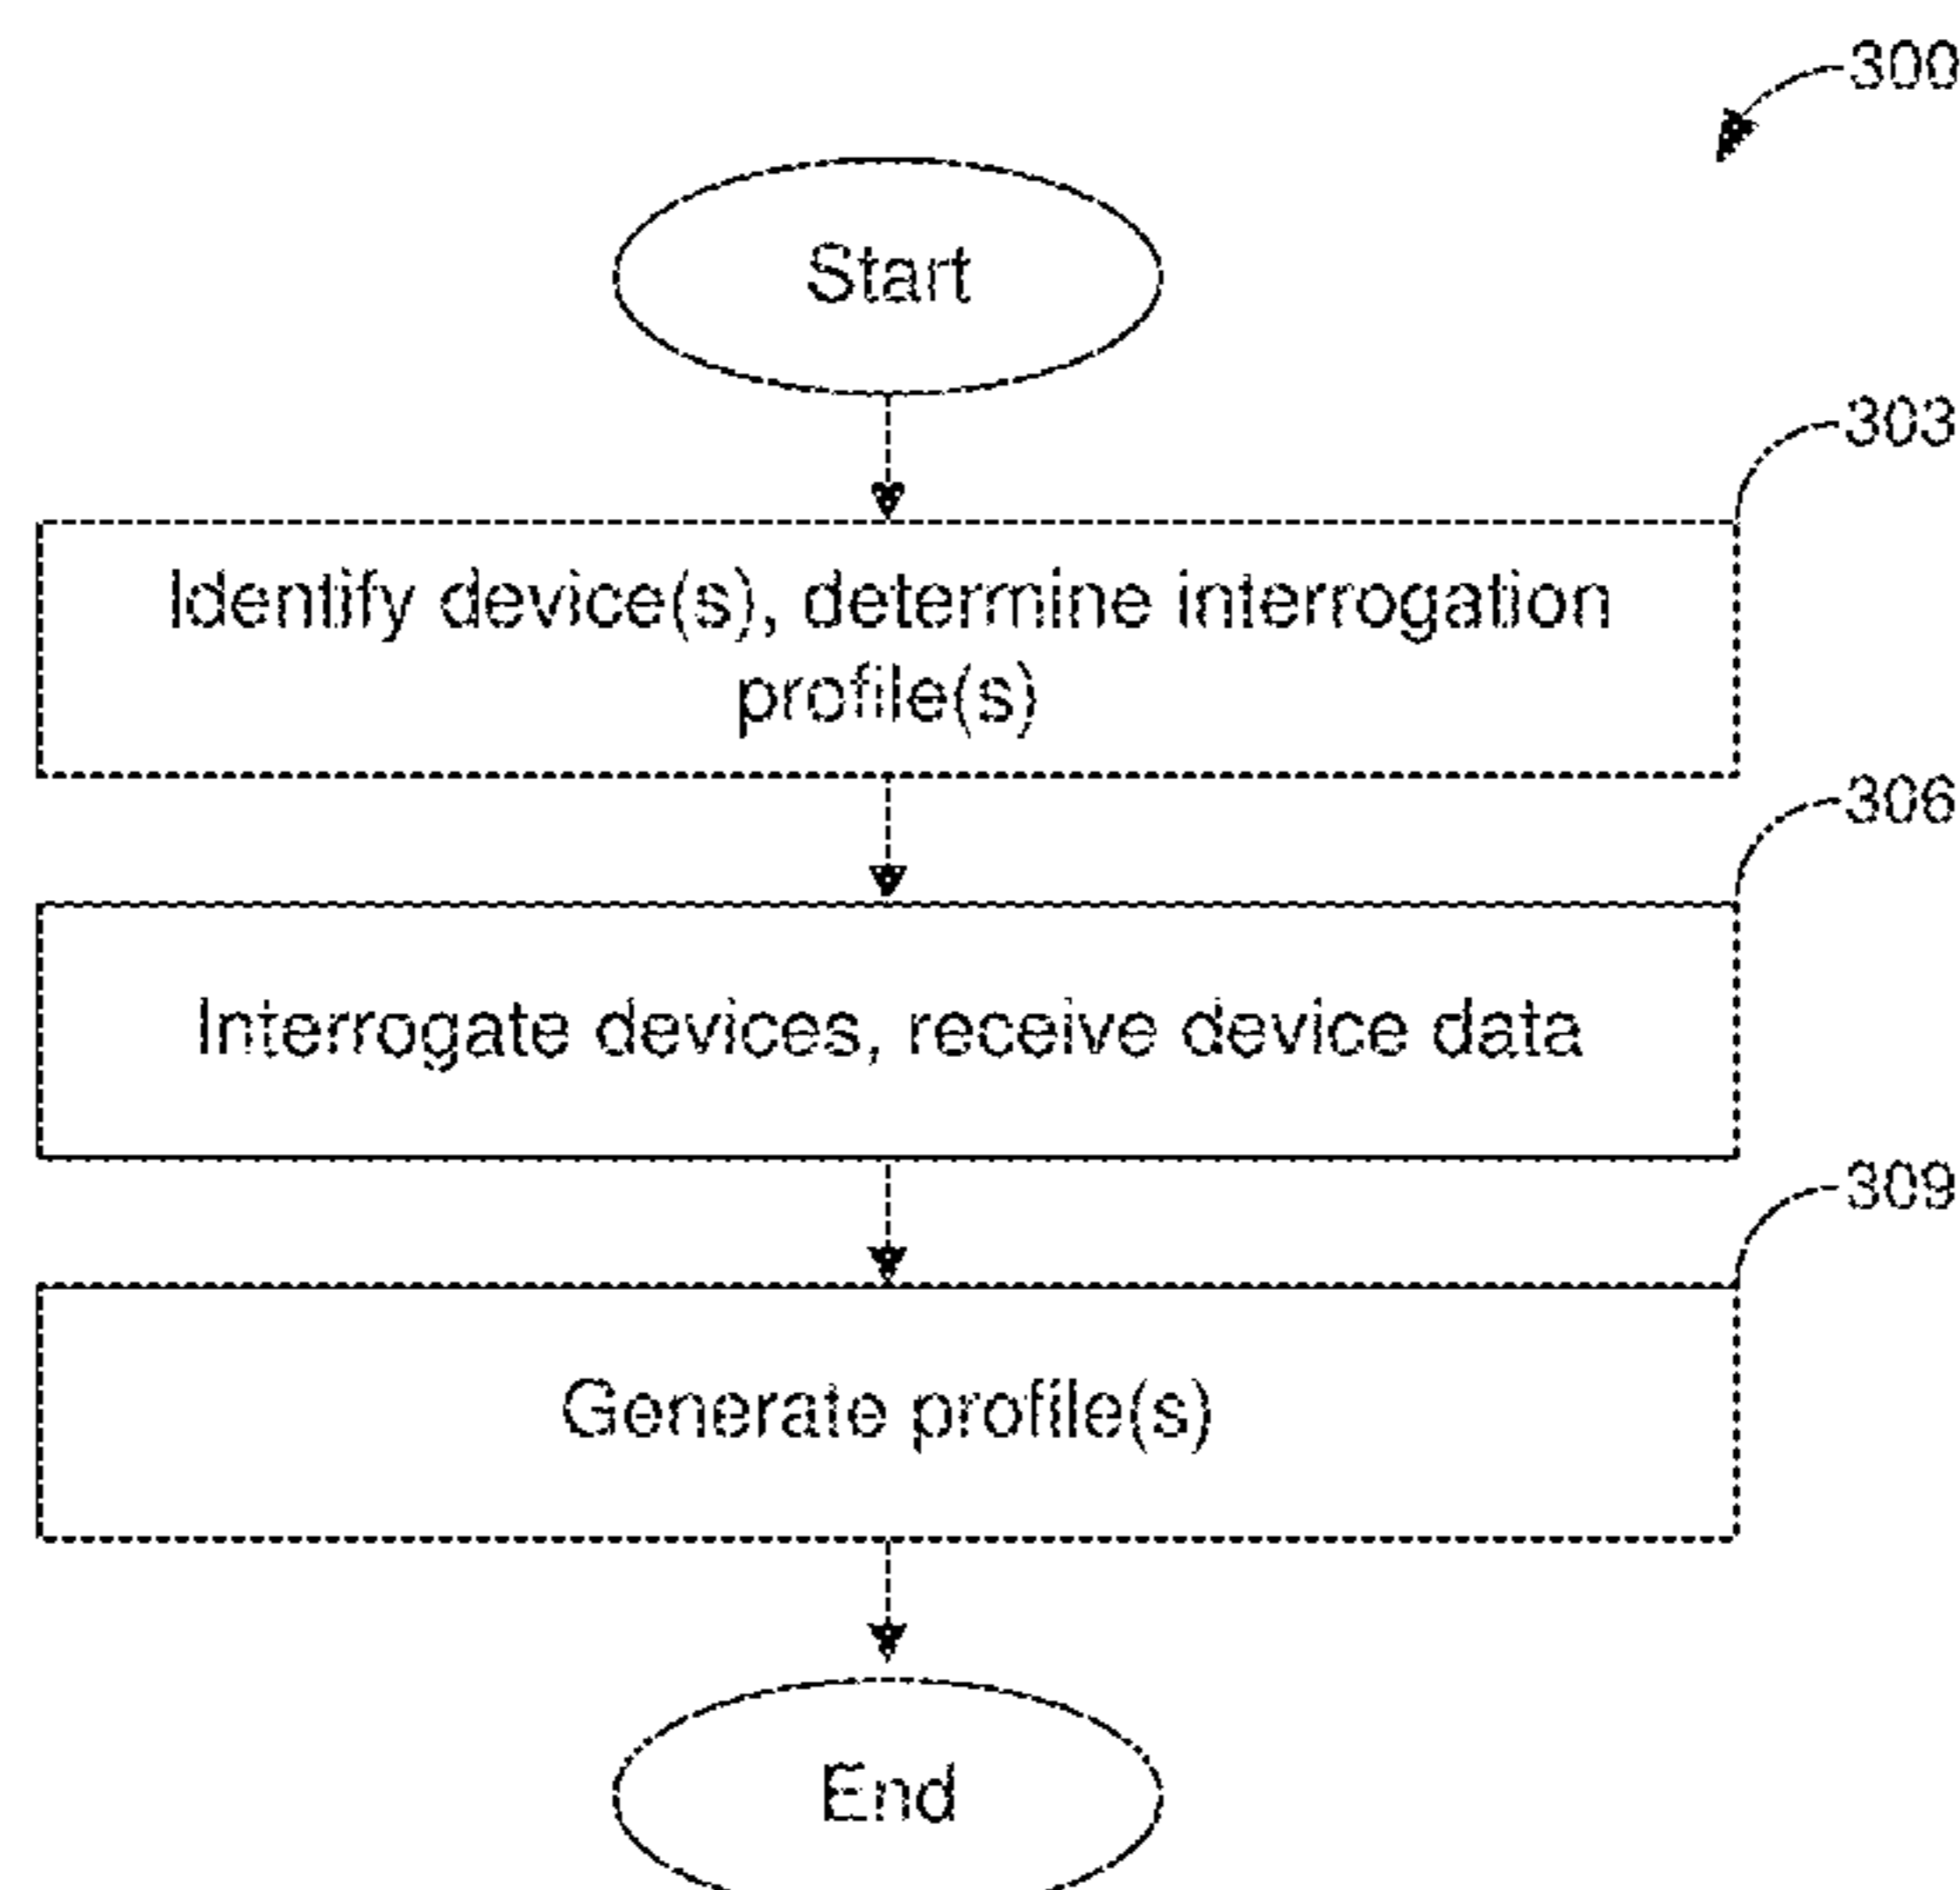 300
Start
303
Identify device(s), determine interrogation
profile(s)
306
Interrogate devices, receive device data
309
Generate profile(s)
End